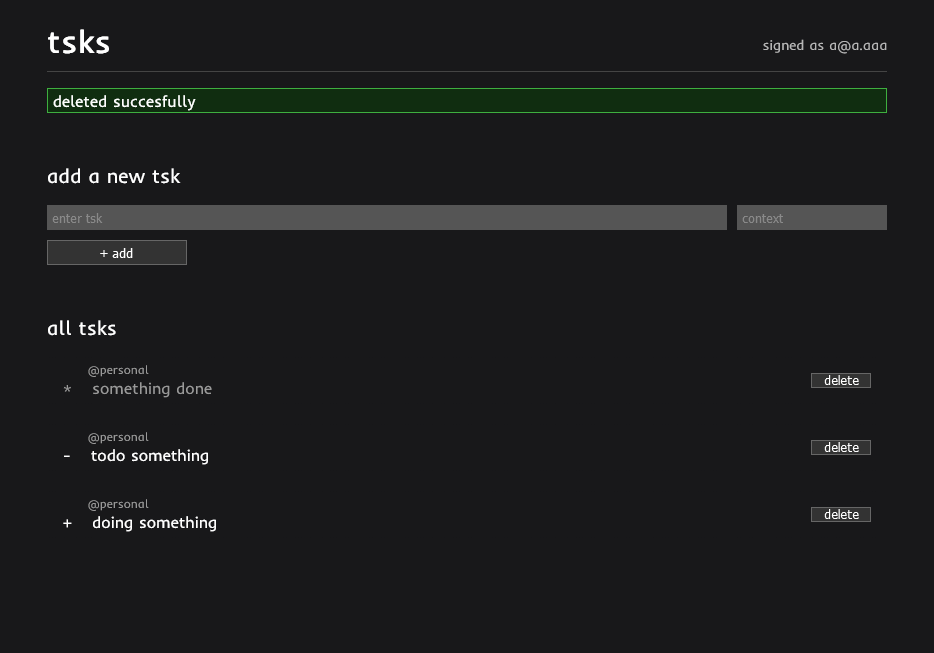 tsks
signed as a@a.aaa
deleted succesfully
add a new tsk
enter tsk
context
+ add
all tsks
@personal
* something done
delete
@personal
- todo something
delete
@personal
+ doing something
delete